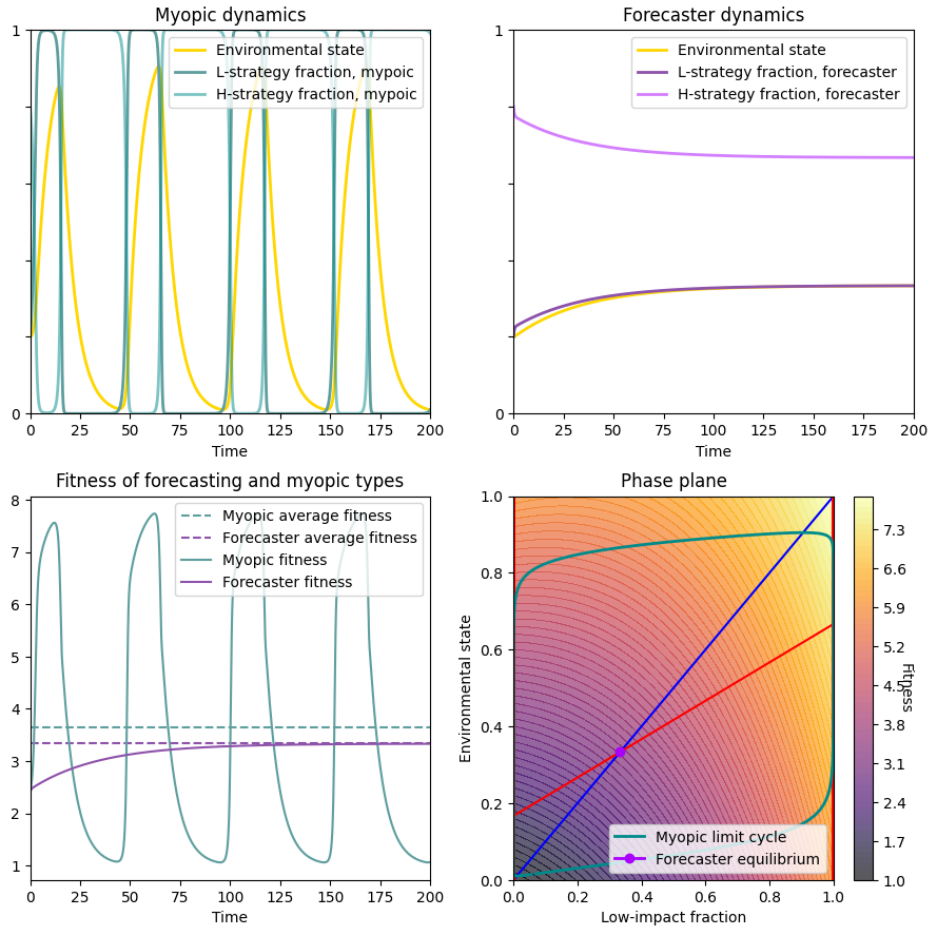 Myopic dynamics
1
Environmental state
L-strategy fraction, mypoic
H-strategy fraction, mypoic
0
0 25 50 75 100 125 150 175 200
Time
Forecaster dynamics
1
Environmental state
L-strategy fraction, forecaster
H-strategy fraction, forecaster
0
0 25 50 75 100 125 150 175 200
Time
Fitness of forecasting and myopic types
8
7
6
5
4
3
2
1
Myopic average fitness
Forecaster average fitness
Myopic fitness
Forecaster fitness
0 25 50 75 100 125 150 175 200
Time
Phase plane
Environmental state
1.0
0.8
0.6
0.4
0.2
0.0
Myopic limit cycle
Forecaster equilibrium
0.0 0.2 0.4 0.6 0.8 1.0
Low-impact fraction
7.3
6.6
5.9
5.2
4.5
3.8
3.1
2.4
1.7
1.0
Fitness